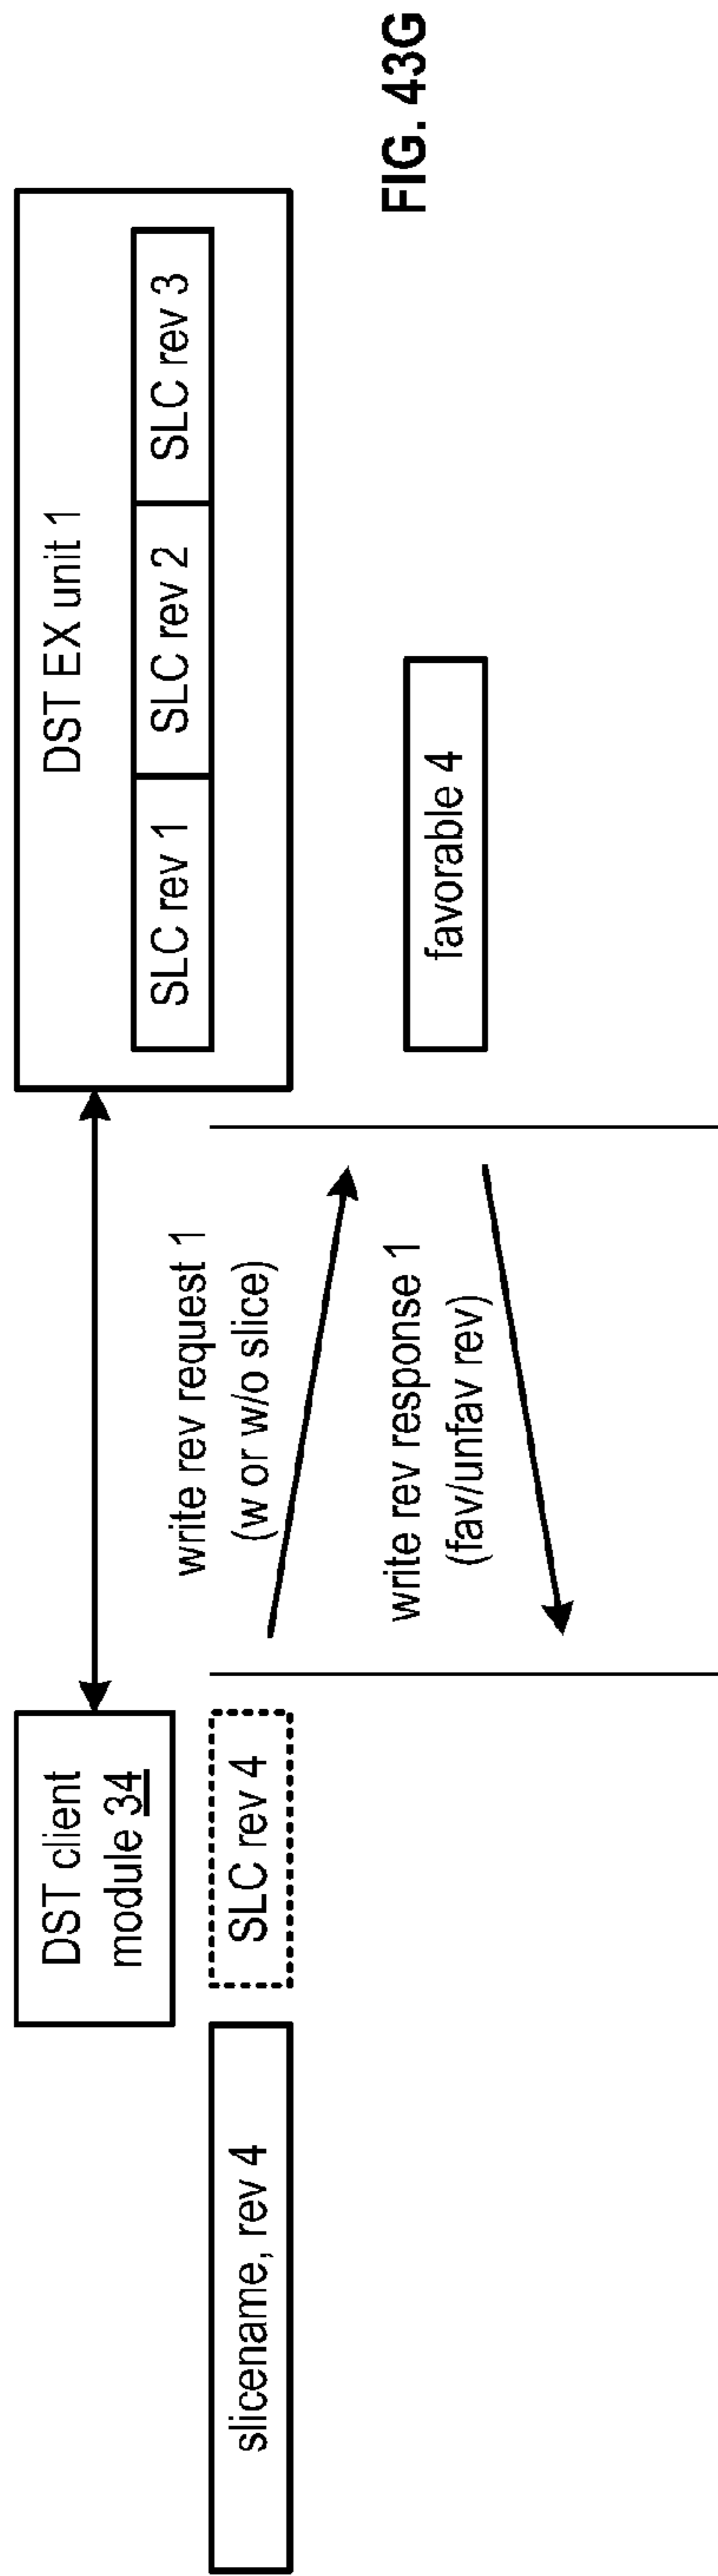 DST client
module 34
DST EX unit 1
SLC rev 1
SLC rev 2
SLC rev 3
slicename, rev 4
SLC rev 4
write rev request 1
(w or w/o slice)
write rev response 1
(fav/unfav rev)
favorable 4
FIG. 43G